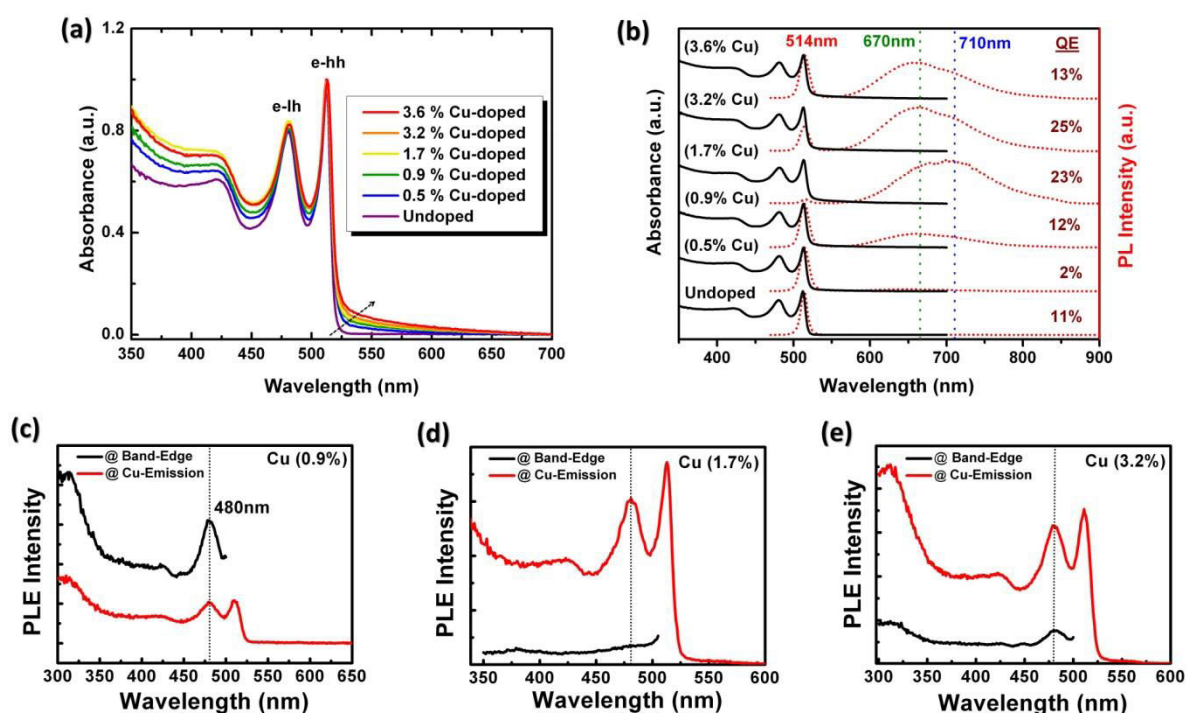 (a)
1.2
0.8
0.4
0.0
Absorbance (a.u.)
e-hh
e-lh
3.6 % Cu-doped
3.2 % Cu-doped
1.7 % Cu-doped
0.9 % Cu-doped
0.5 % Cu-doped
Undoped
350 400 450 500 550 600 650 700
Wavelength (nm)
(b)
Absorbance (a.u.)
514nm 670nm 710nm QE
(3.6% Cu) 13%
(3.2% Cu) 25%
(1.7% Cu) 23%
(0.9% Cu) 12%
(0.5% Cu) 2%
Undoped 11%
PL Intensity (a.u.)
400 500 600 700 800 900
Wavelength (nm)
(c)
PLE Intensity
@ Band-Edge
@ Cu-Emission
Cu (0.9%)
480nm
300 350 400 450 500 550 600 650
Wavelength (nm)
(d)
PLE Intensity
@ Band-Edge
@ Cu-Emission
Cu (1.7%)
350 400 450 500 550 600
Wavelength (nm)
(e)
PLE Intensity
@ Band-Edge
@ Cu-Emission
Cu (3.2%)
300 350 400 450 500 550 600
Wavelength (nm)